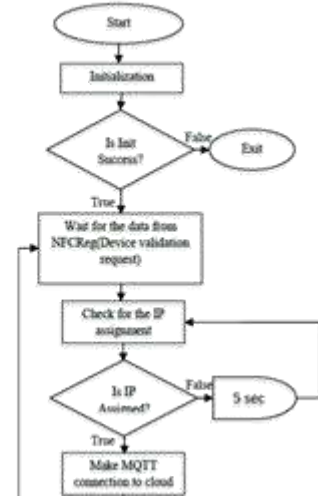 Start
Initialization
Is Init
Success?
False
Exit
True
Wait for the data from
NFCReg(Device validation
request)
Check for the IP
assignment
Is IP
Assirned?
False
5 sec
True
Make MQTT
connection to cloud